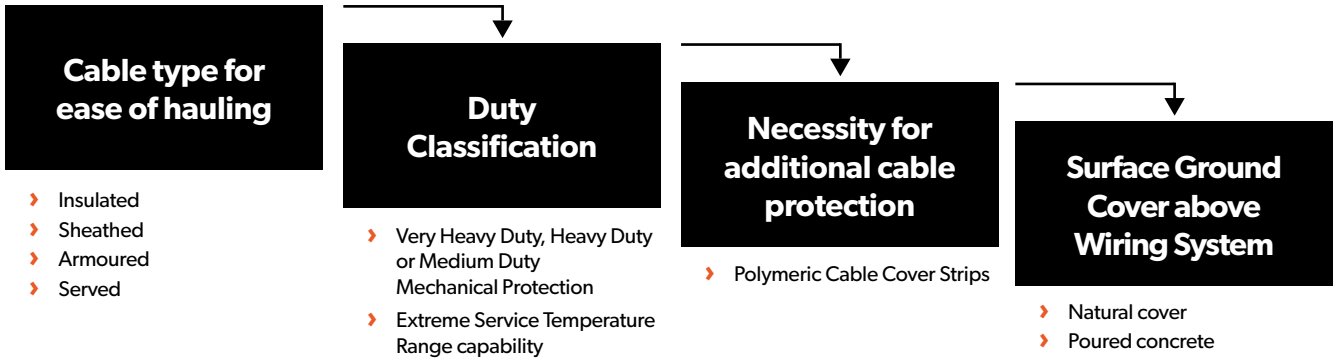 Cable type for
ease of hauling
› Insulated
› Sheathed
› Armoured
› Served
Duty
Classification
› Very Heavy Duty, Heavy Duty
or Medium Duty
Mechanical Protection
› Extreme Service Temperature
Range capability
Necessity for
additional cable
protection
› Polymeric Cable Cover Strips
Surface Ground
Cover above
Wiring System
› Natural cover
› Poured concrete